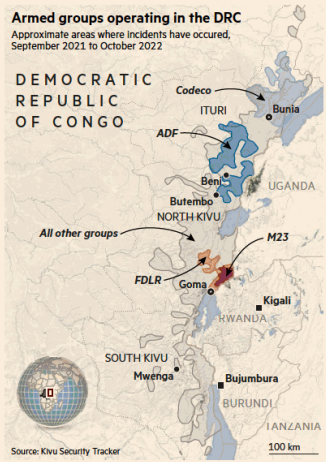 Armed groups operating in the DRC
Approximate areas where incidents have occured,
September 2021 to October 2022
DEMOCRATIC
REPUBLIC
OF CONGO
Codeco
ITURI
Bunia
ADF
Beni
UGANDA
Butembo
NORTH KIVU
All other groups
M23
FDLR
Goma
Kigali
RWANDA
SOUTH KIVU
Mwenga
Bujumbura
BURUNDI
TANZANIA
100 km
Source: Kivu Security Tracker